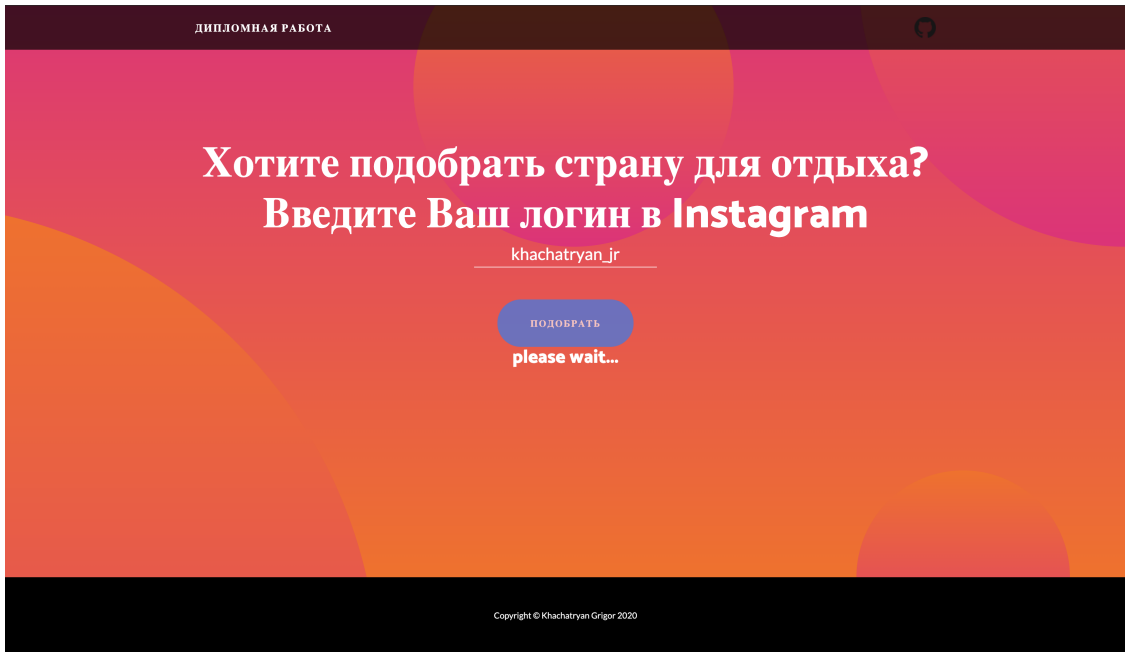 ДИПЛОМНАЯ РАБОТА
Хотите подобрать страну для отдыха?
Введите Ваш логин в Instagram
khachatryan_jr
ПОДОБРАТЬ
please wait...
Copyright © Khachatryan Grigor 2020